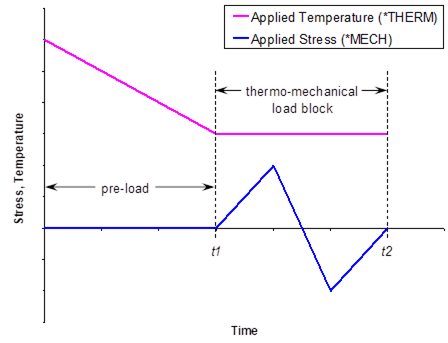 Applied Temperature (*THERM)
Applied Stress (*MECH)
thermo-mechanical
load block
pre-load
Stress, Temperature
t1
t2
Time